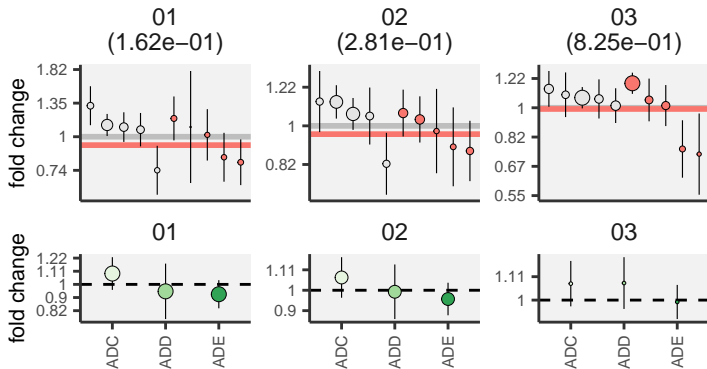 01
(1.62e−01)
02
(2.81e−01)
03
(8.25e−01)
fold change
1.82
1.35
1
0.74
1.22
1
0.82
1.22
1
0.82
0.67
0.55
01
02
03
fold change
1.22
1.11
1
0.9
0.82
1.11
1
0.9
1.11
1
ADC
ADD
ADE
ADC
ADD
ADE
ADC
ADD
ADE